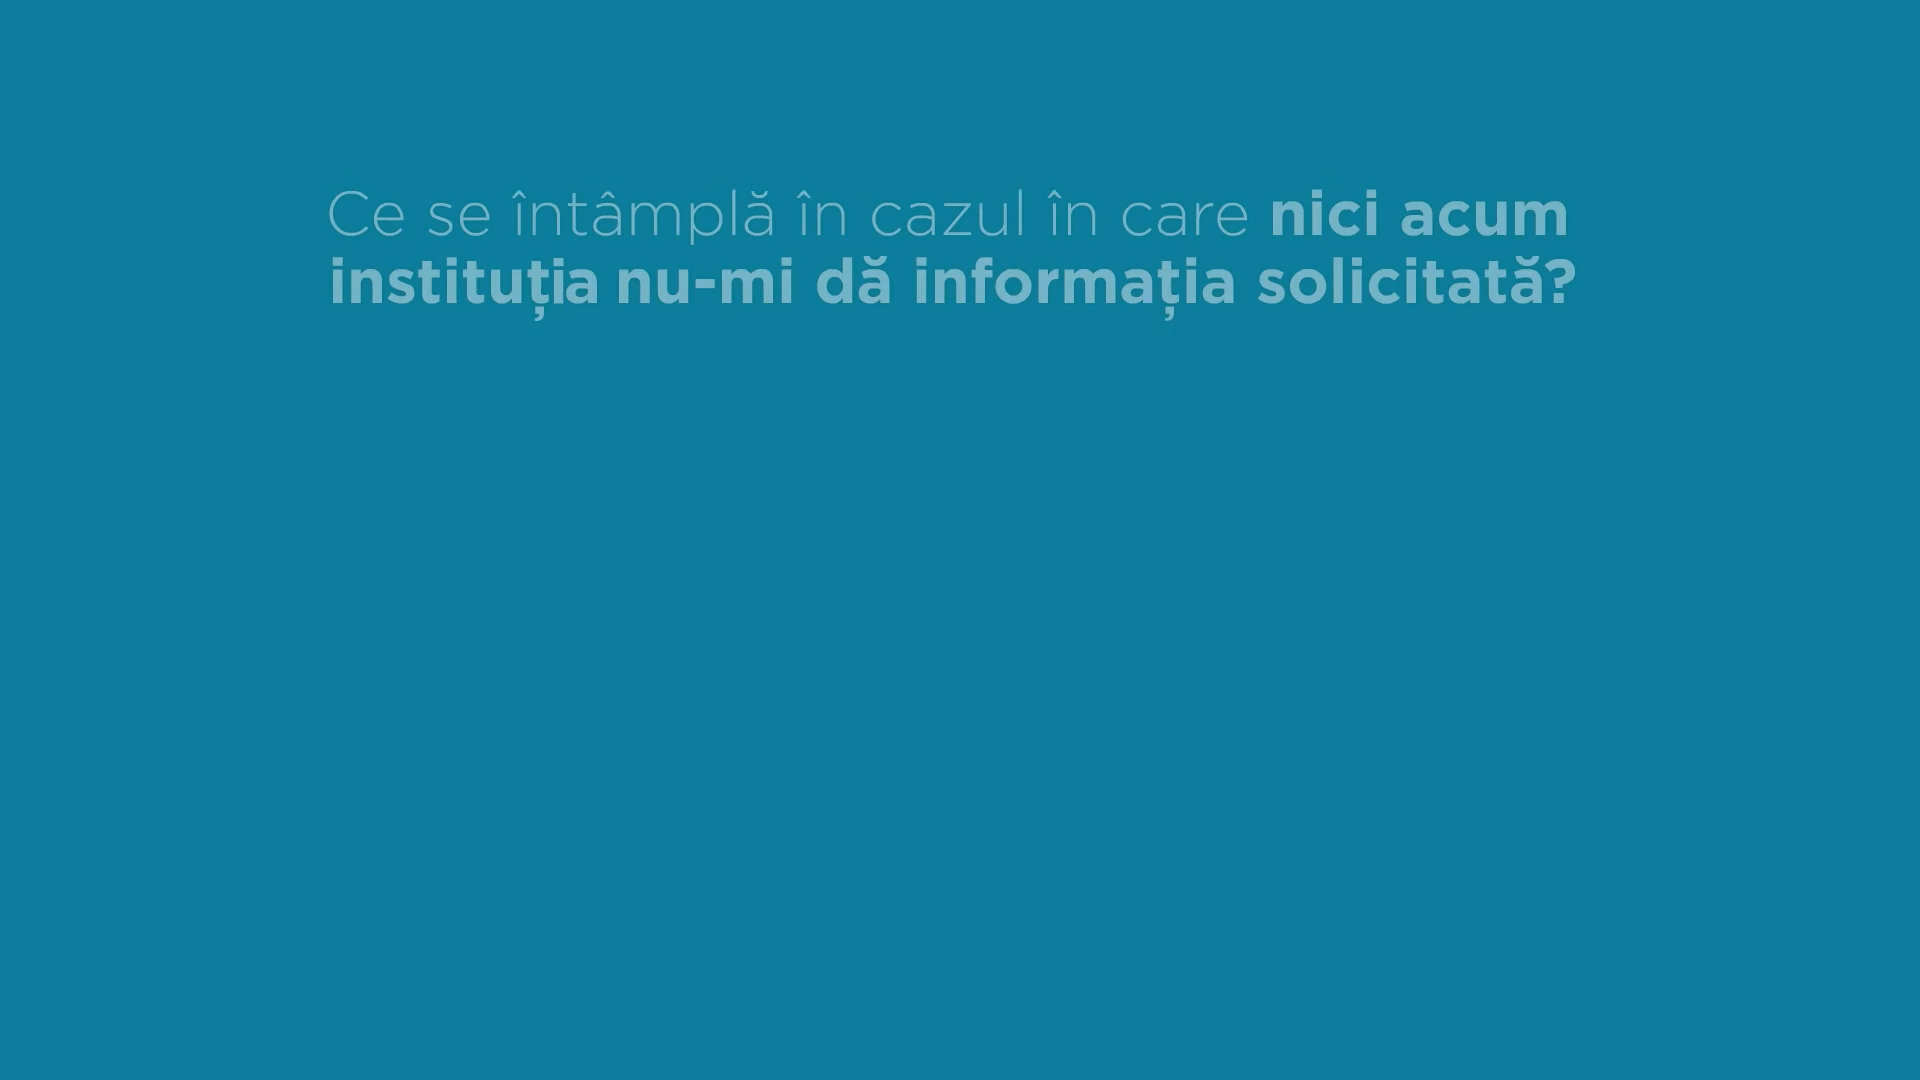 Ce se întâmplă în cazul în care nici acum
instituția nu-mi dă informația solicitată?